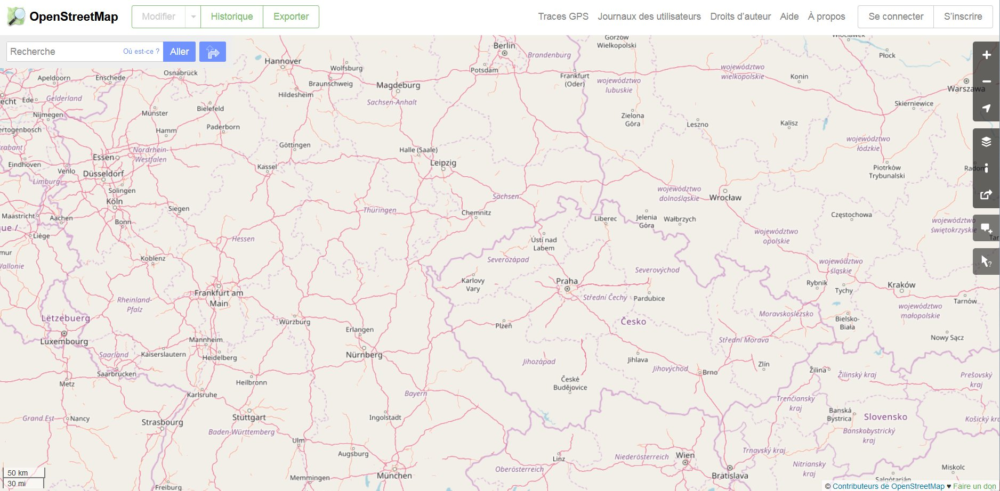 OpenStreetMap
Modifier
Historique
Exporter
Traces GPS
Journaux des utilisateurs
Droits d’auteur
Aide
À propos
Se connecter
S’inscrire
Recherche
Où est-ce ?
Aller
Berlin
Brandenburg
Gorzów
Wielkopolski
Włocławek
Płock
Hannover
Wolfsburg
Potsdam
Osnabrück
Apeldoorn
Enschede
Braunschweig
Magdeburg
Frankfurt
(Oder)
województwo
lubuskie
województwo
wielkopolskie
Konin
Warszawa
Hildesheim
Sachsen-Anhalt
echt
Ede
Gelderland
Skierniewice
Nijmegen
Münster
Bielefeld
Zielona
Góra
Leszno
Kalisz
ertogenbosch
Hamm
Paderborn
województwo
łódzkie
rabant
Göttingen
Halle (Saale)
Nordrhein-
Westfalen
Essen
Leipzig
Eindhoven
Venlo
Düsseldorf
Kassel
Piotrków
Trybunalski
Radom
Limburg
Solingen
województwo
dolnośląskie
Wrocław
Köln
Siegen
Sachsen
Thüringen
Chemnitz
Maastricht
Aachen
Bonn
Liberec
Jelenia
Góra
Wałbrzych
Częstochowa
województwo
świętokrzyskie
que /
Liège
Hessen
Ústí nad
Labem
województwo
opolskie
Tar
mur
Koblenz
Severozápad
województwo
śląskie
Wallonie
Severovýchod
Karlovy
Vary
Praha
Rybnik
Tychy
Kraków
Frankfurt am
Main
Rheinland-
Pfalz
Střední Čechy
Pardubice
Tarnów
województwo
małopolskie
Lëtzebuerg
Würzburg
Plzeň
Česko
Moravskoslezsko
Bielsko-
Biała
Luxembourg
Erlangen
Mannheim
Střední Morava
Nowy Sącz
Saarland
Kaiserslautern
Heidelberg
Nürnberg
Jihozápad
Jihlava
Jihovýchod
Zlín
Saarbrücken
Brno
Žilina
Žilinský kraj
Prešovský
kraj
Metz
Heilbronn
České
Budějovice
Karlsruhe
Bayern
Trenčiansky
kraj
Grand Est
Nancy
Strasbourg
Stuttgart
Ingolstadt
Banská
Bystrica
Slovensko
Košický kra
Baden-Württemberg
Banskobystrický
kraj
Ulm
Augsburg
Linz
Niederösterreich
Wien
Trnavský kraj
Oberösterreich
Nitriansky
kraj
Miskolc
50 km
30 mi
Memmingen
München
Bratislava
Salgótarján
Freiburg
© Contributeurs de OpenStreetMap ♥ Faire un don